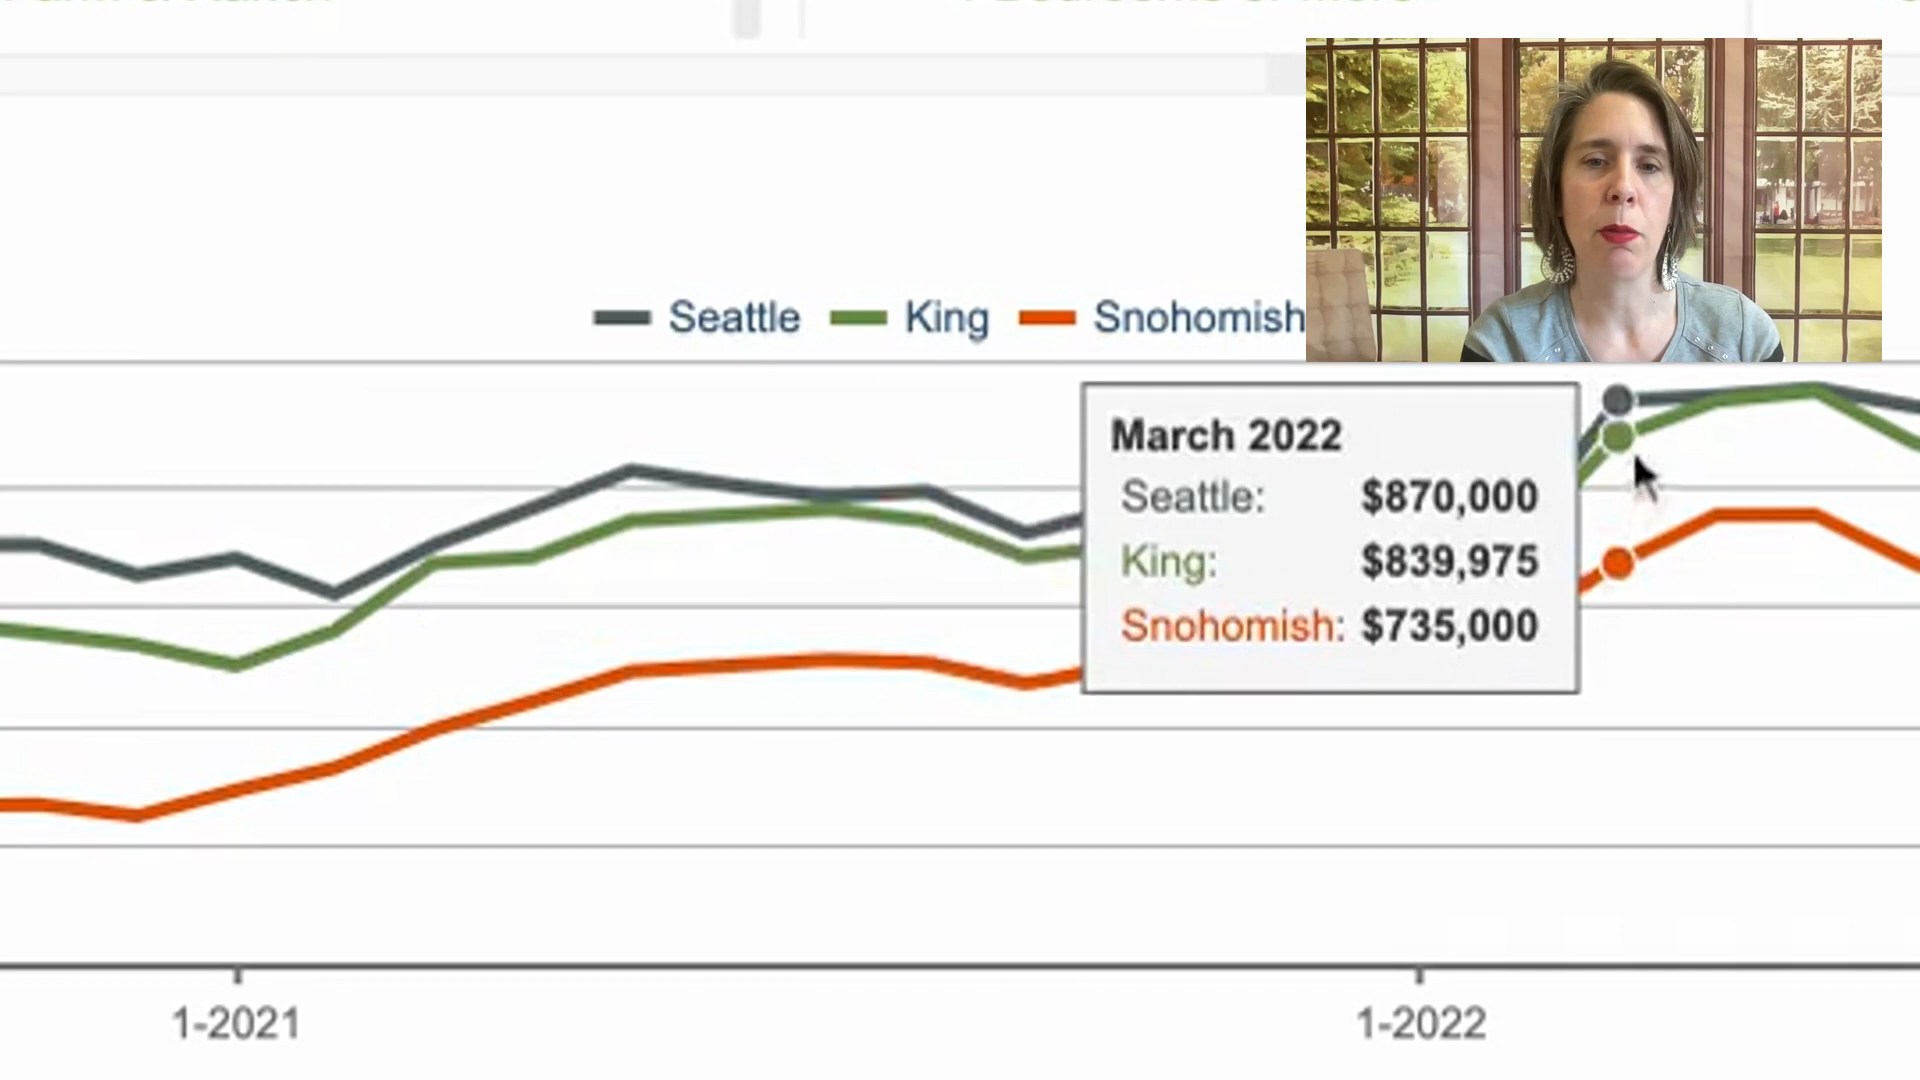 Seattle King Snohomish
March 2022
Seattle: $870,000
King: $839,975
Snohomish: $735,000
1-2021 1-2022